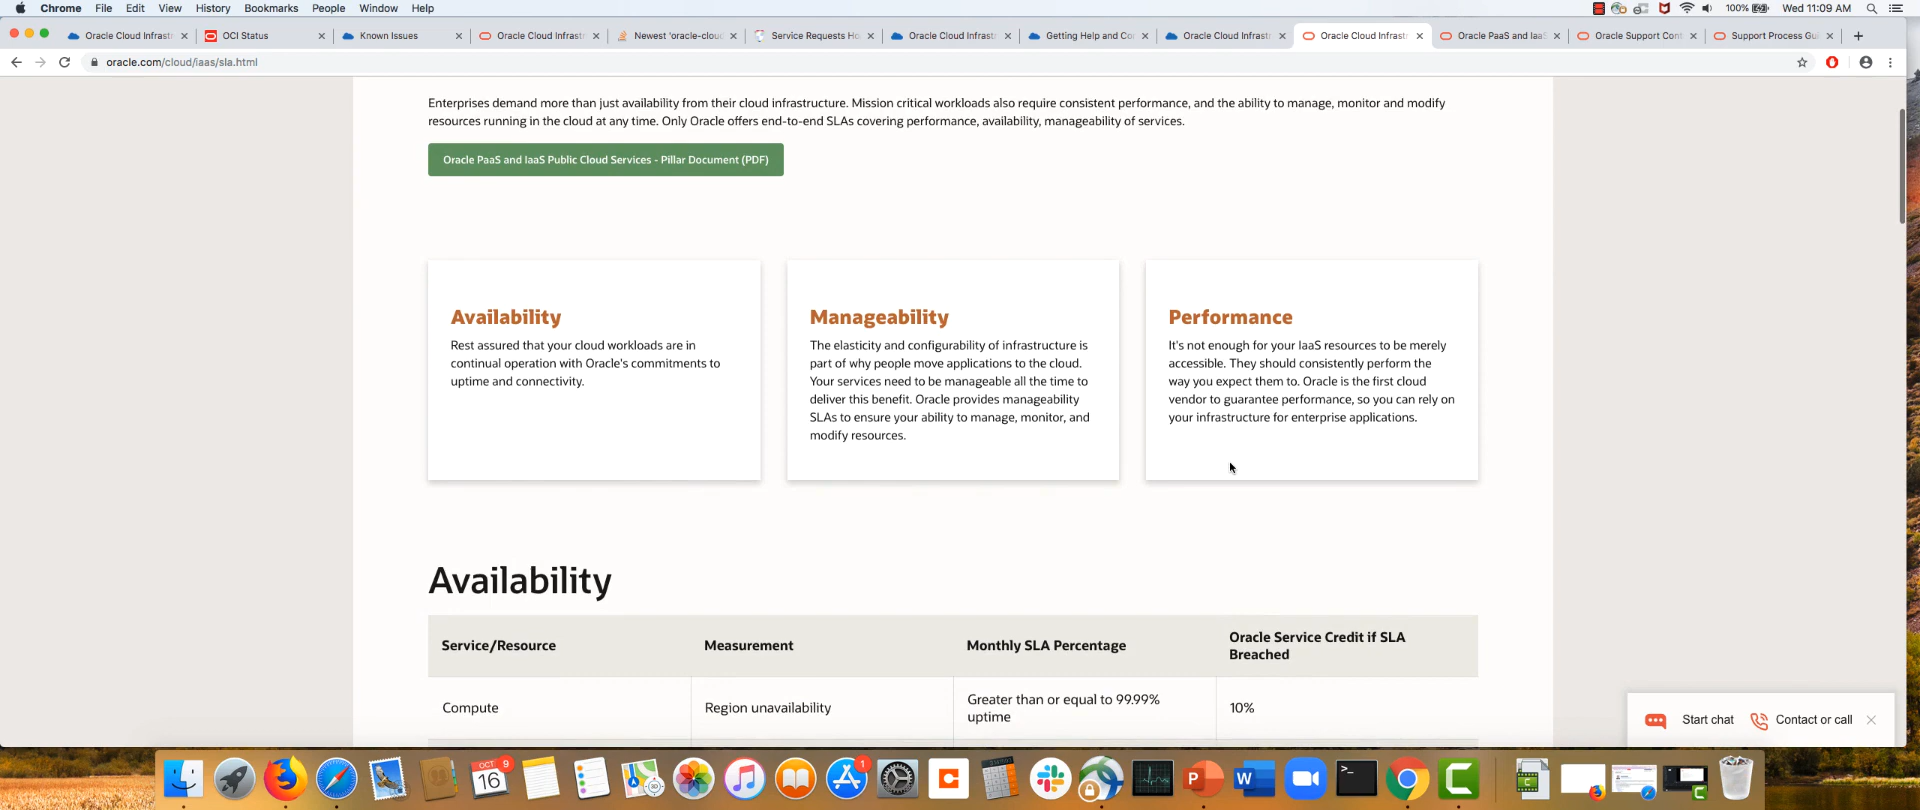 Chrome File Edit View History Bookmarks People Window Help
100% Wed 11:09 AM
Oracle Cloud Infrast
OCI Status
Known Issues
Oracle Cloud Infrast
Newest 'oracle-cloud
Service Requests Ho
Oracle Cloud Infrast
Getting Help and Co
Oracle Cloud Infrast
Oracle Cloud Infrast
Oracle PaaS and IaaS
Oracle Support Cont
Support Process Gui
oracle.com/cloud/iaas/sla.html
Enterprises demand more than just availability from their cloud infrastructure. Mission critical workloads also require consistent performance, and the ability to manage, monitor and modify
resources running in the cloud at any time. Only Oracle offers end-to-end SLAs covering performance, availability, manageability of services.
Oracle PaaS and IaaS Public Cloud Services - Pillar Document (PDF)
Availability
Rest assured that your cloud workloads are in
continual operation with Oracle's commitments to
uptime and connectivity.
Manageability
The elasticity and configurability of infrastructure is
part of why people move applications to the cloud.
Your services need to be manageable all the time to
deliver this benefit. Oracle provides manageability
SLAs to ensure your ability to manage, monitor, and
modify resources.
Performance
It's not enough for your IaaS resources to be merely
accessible. They should consistently perform the
way you expect them to. Oracle is the first cloud
vendor to guarantee performance, so you can rely on
your infrastructure for enterprise applications.
Availability
Service/Resource
Measurement
Monthly SLA Percentage
Oracle Service Credit if SLA
Breached
Compute
Region unavailability
Greater than or equal to 99.99%
uptime
10%
Start chat
Contact or call
OCT
16
9
1